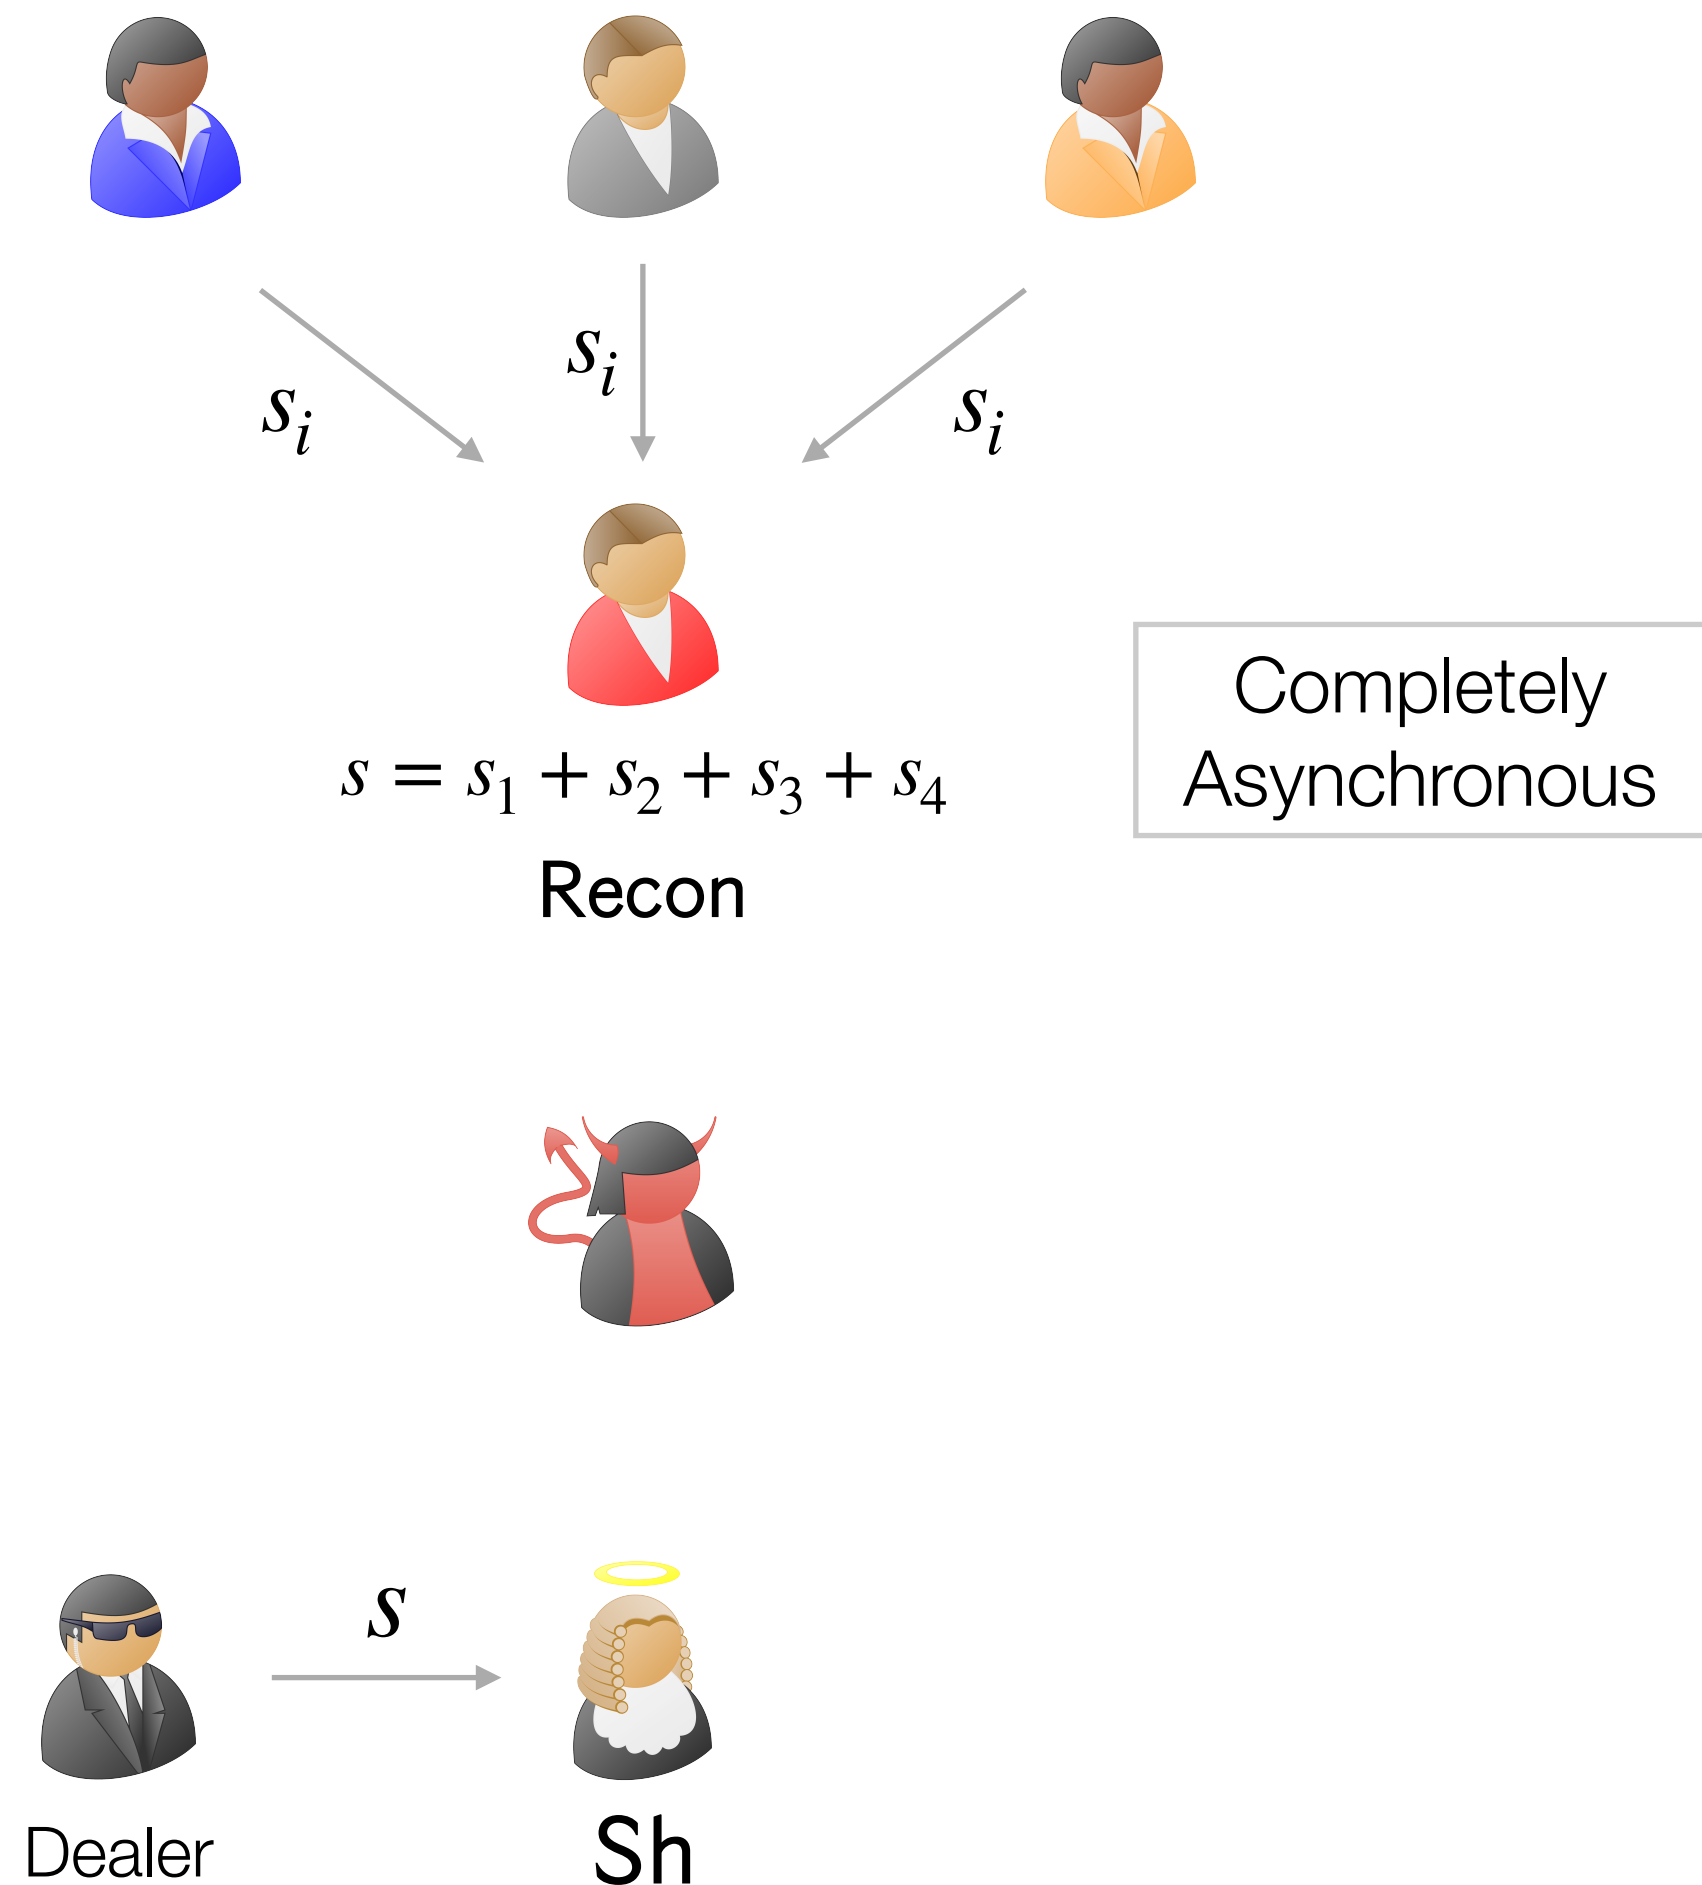 s_i
s_i
s_i
s = s_1 + s_2 + s_3 + s_4
Recon
Completely
Asynchronous
s
Dealer
Sh